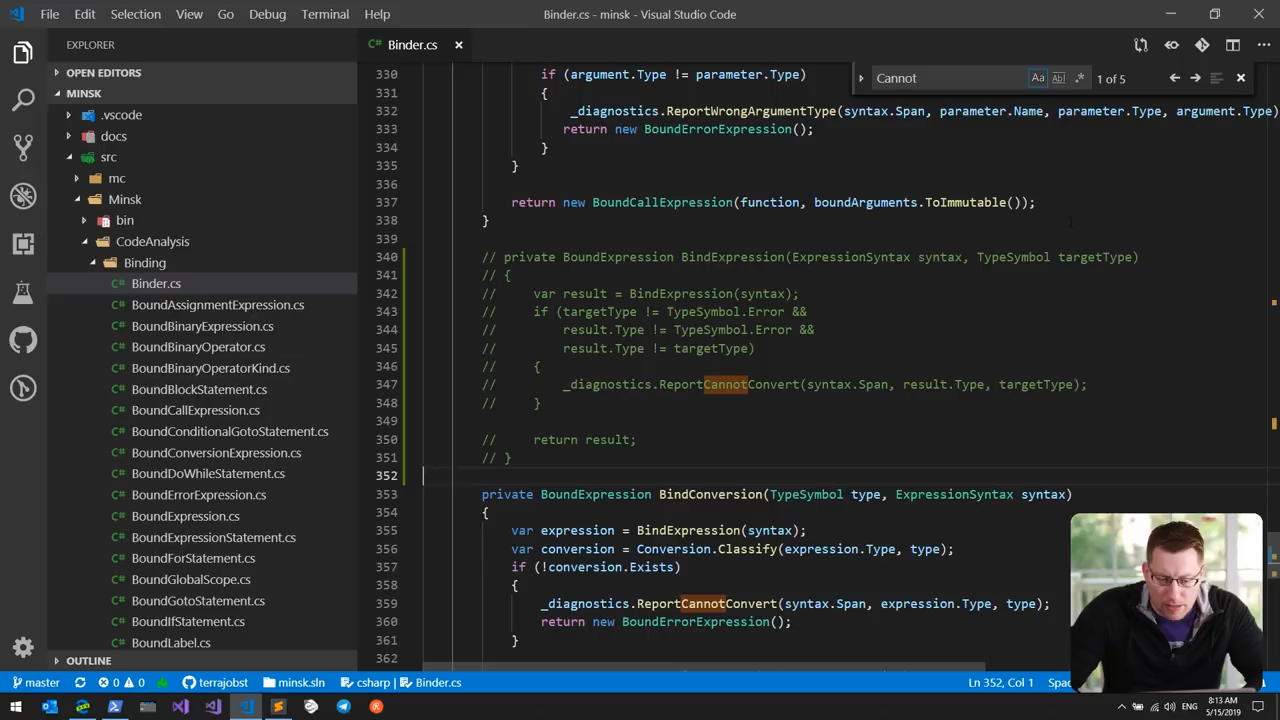 File Edit Selection View Go Debug Terminal Help
Binder.cs - minsk - Visual Studio Code
EXPLORER
OPEN EDITORS
MINSK
.vscode
docs
src
mc
Minsk
bin
CodeAnalysis
Binding
Binder.cs
BoundAssignmentExpression.cs
BoundBinaryExpression.cs
BoundBinaryOperator.cs
BoundBinaryOperatorKind.cs
BoundBlockStatement.cs
BoundCallExpression.cs
BoundConditionalGotoStatement.cs
BoundConversionExpression.cs
BoundDoWhileStatement.cs
BoundErrorExpression.cs
BoundExpression.cs
BoundExpressionStatement.cs
BoundForStatement.cs
BoundGlobalScope.cs
BoundGotoStatement.cs
BoundIfStatement.cs
BoundLabel.cs
OUTLINE
Binder.cs
Cannot Aa Abl .* 1 of 5
330 if (argument.Type != parameter.Type)
331 {
332 _diagnostics.ReportWrongArgumentType(syntax.Span, parameter.Name, parameter.Type, argument.Type)
333 return new BoundErrorExpression();
334 }
335 }
336
337 return new BoundCallExpression(function, boundArguments.ToImmutable());
338 }
339
340 // private BoundExpression BindExpression(ExpressionSyntax syntax, TypeSymbol targetType)
341 // {
342 // var result = BindExpression(syntax);
343 // if (targetType != TypeSymbol.Error &&
344 // result.Type != TypeSymbol.Error &&
345 // result.Type != targetType)
346 // {
347 // _diagnostics.ReportCannotConvert(syntax.Span, result.Type, targetType);
348 // }
349
350 // return result;
351 // }
352
353 private BoundExpression BindConversion(TypeSymbol type, ExpressionSyntax syntax)
354 {
355 var expression = BindExpression(syntax);
356 var conversion = Conversion.Classify(expression.Type, type);
357 if (!conversion.Exists)
358 {
359 _diagnostics.ReportCannotConvert(syntax.Span, expression.Type, type);
360 return new BoundErrorExpression();
361 }
362
master 0 0 terrajobst minsk.sln csharp Binder.cs Ln 352, Col 1
ENG 8:13 AM
5/15/2019